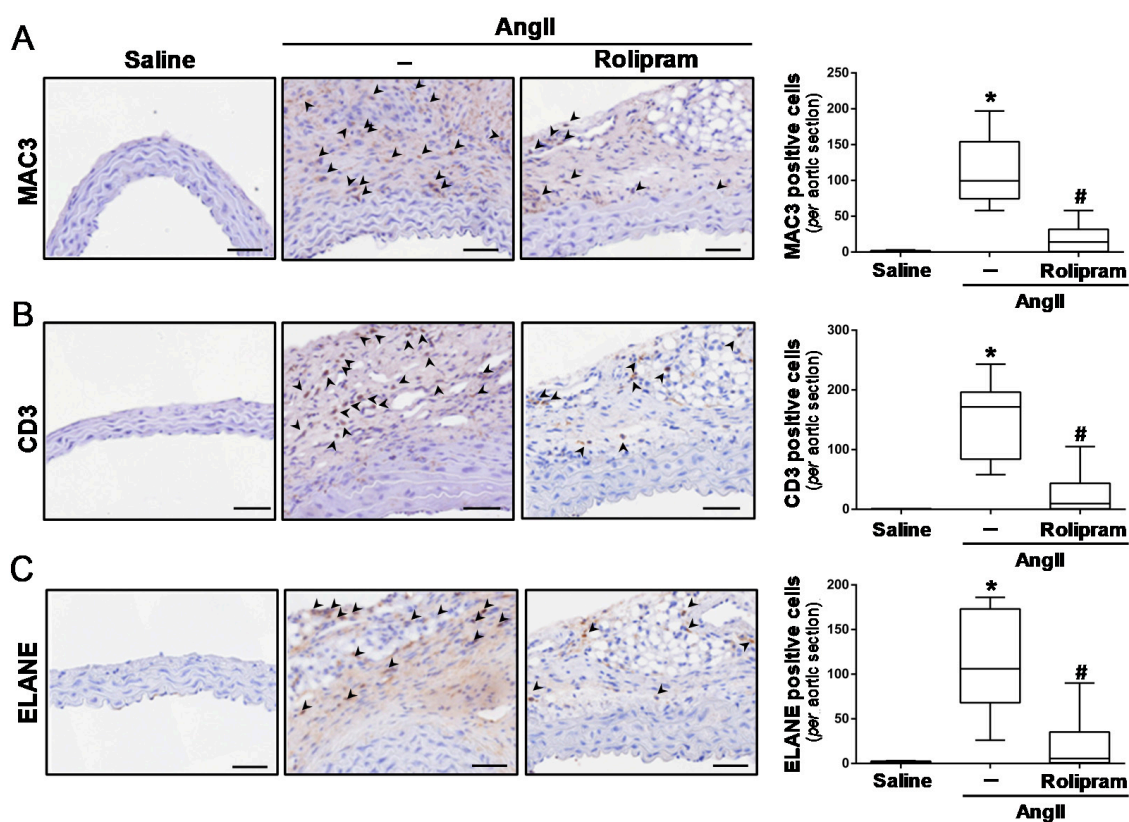 A
AngII
Saline
–
Rolipram
MAC3
MAC3 positive cells
(per aortic section)
250
200
150
100
50
0
*
#
Saline
–
Rolipram
AngII
B
CD3
CD3 positive cells
(per aortic section)
300
200
100
0
*
#
Saline
–
Rolipram
AngII
C
ELANE
ELANE positive cells
(per aortic section)
200
150
100
50
0
*
#
Saline
–
Rolipram
AngII